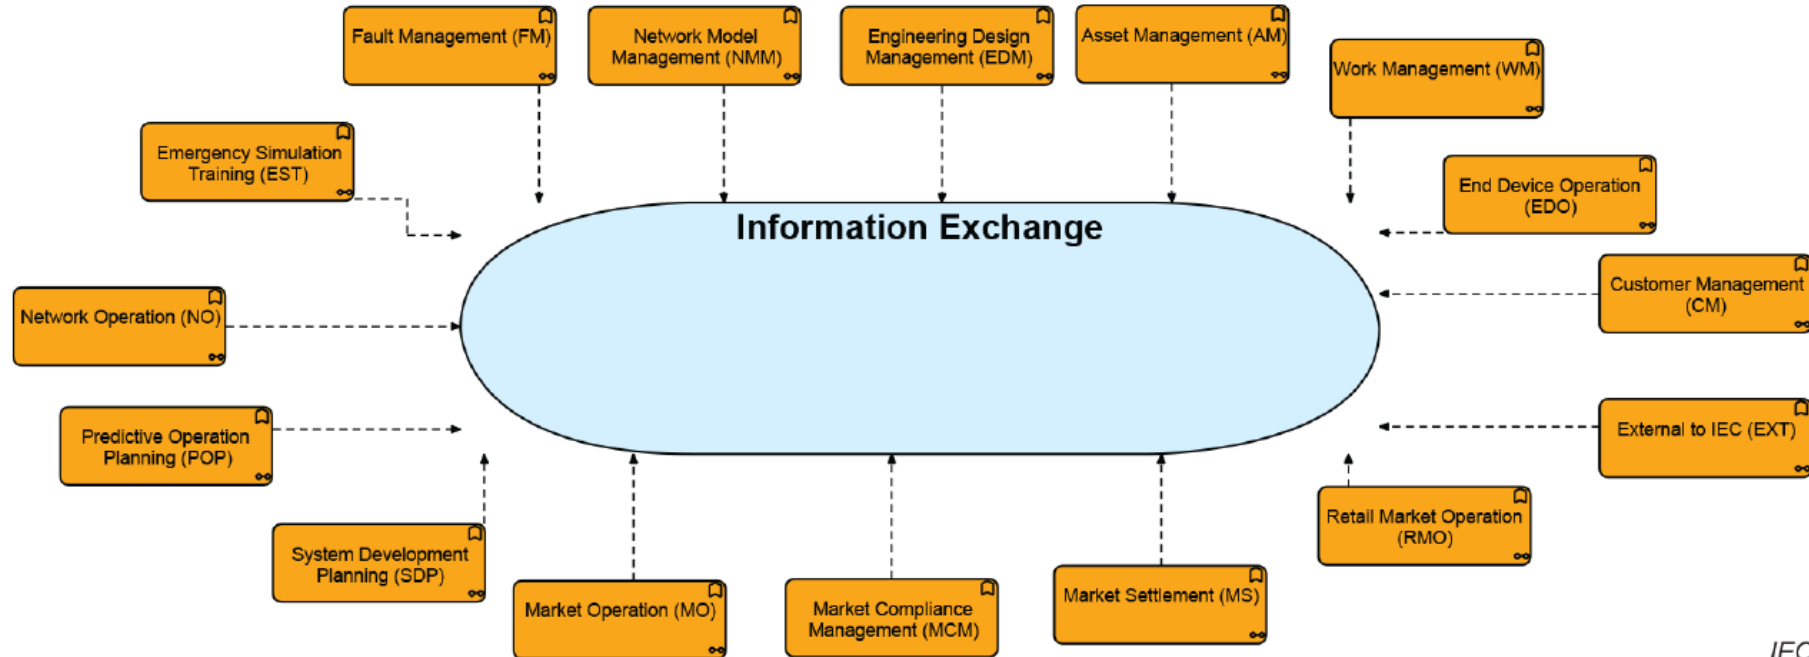 Fault Management (FM)
Network Model
Management (NMM)
Engineering Design
Management (EDM)
Asset Management (AM)
Work Management (WM)
Emergency Simulation
Training (EST)
End Device Operation
(EDO)
Information Exchange
Customer Management
(CM)
Network Operation (NO)
Predictive Operation
Planning (POP)
External to IEC (EXT)
System Development
Planning (SDP)
Retail Market Operation
(RMO)
Market Operation (MO)
Market Compliance
Management (MCM)
Market Settlement (MS)
IEC